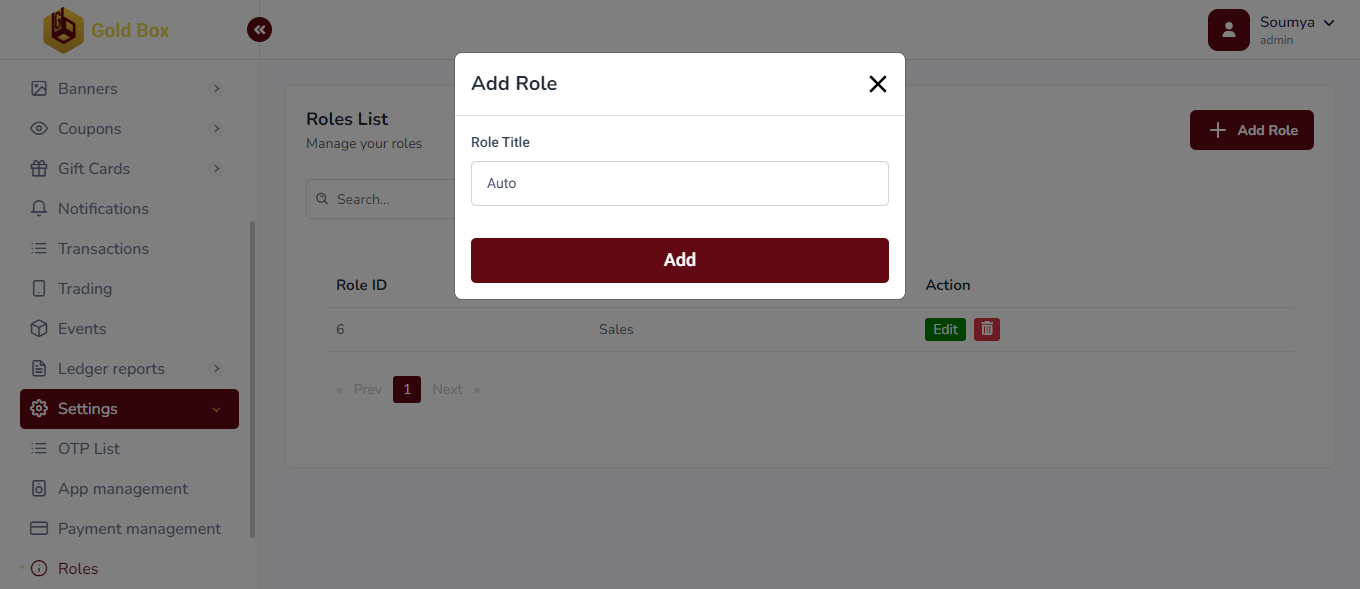 Gold Box
Soumya
admin
Banners
Coupons
Gift Cards
Notifications
Transactions
Trading
Events
Ledger reports
Settings
OTP List
App management
Payment management
Roles
Roles List
Manage your roles
Add Role
Search...
Role ID
Action
6
Sales
Edit
« Prev 1 Next »
Add Role
Role Title
Auto
Add